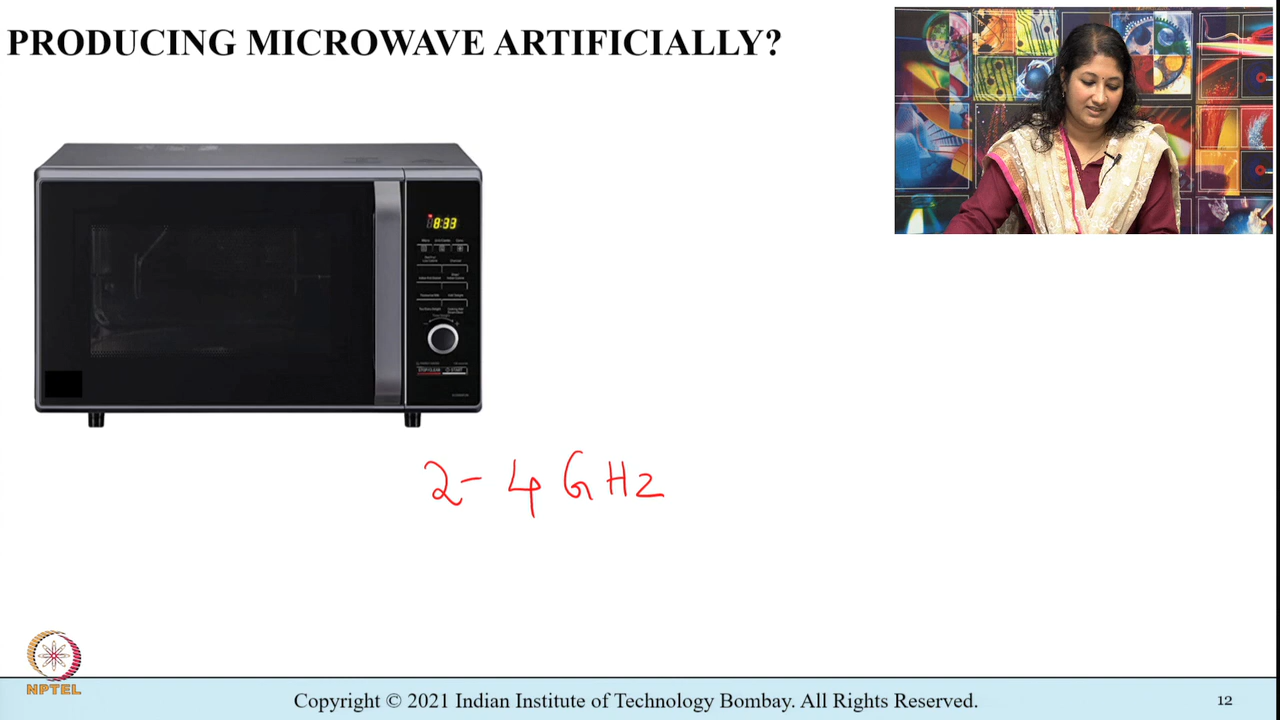 PRODUCING MICROWAVE ARTIFICIALLY?
8:33
2- 4 GHz
NPTEL
Copyright © 2021 Indian Institute of Technology Bombay. All Rights Reserved.
12